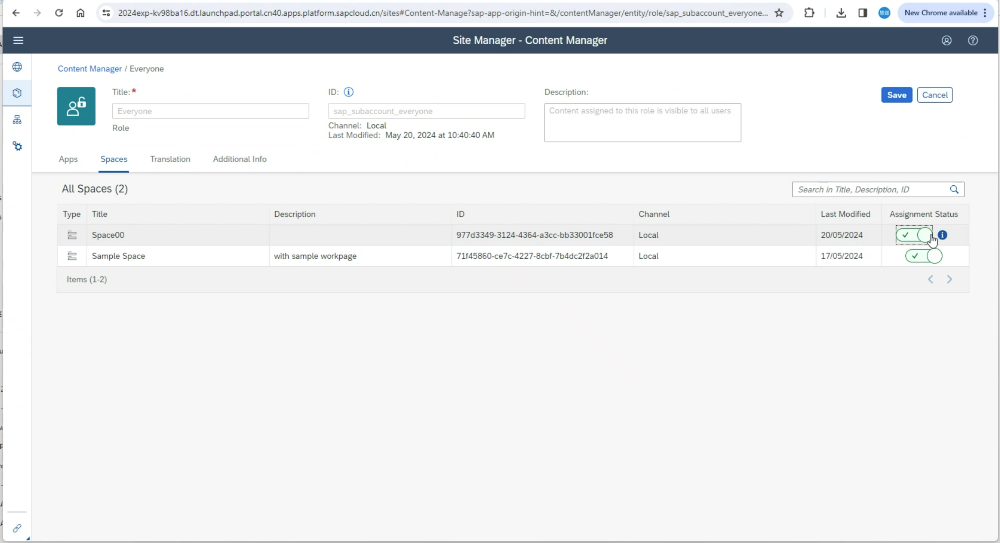 2024exp-kv98ba16.dt.launchpad.portal.cn40.apps.platform.sapcloud.cn/sites#Content-Manage?sap-app-origin-hint=&/contentManager/entity/role/sap_subaccount_everyone...
慧媛
New Chrome available
Site Manager - Content Manager
Content Manager / Everyone
Title: *
ID:
Description:
Save
Cancel
Everyone
sap_subaccount_everyone
Content assigned to this role is visible to all users
Role
Channel: Local
Last Modified: May 20, 2024 at 10:40:40 AM
Apps
Spaces
Translation
Additional Info
All Spaces (2)
Search in Title, Description, ID
Type Title Description ID Channel Last Modified Assignment Status
Space00 977d3349-3124-4364-a3cc-bb33001fce58 Local 20/05/2024
Sample Space with sample workpage 71f45860-ce7c-4227-8cbf-7b4dc2f2a014 Local 17/05/2024
Items (1-2)